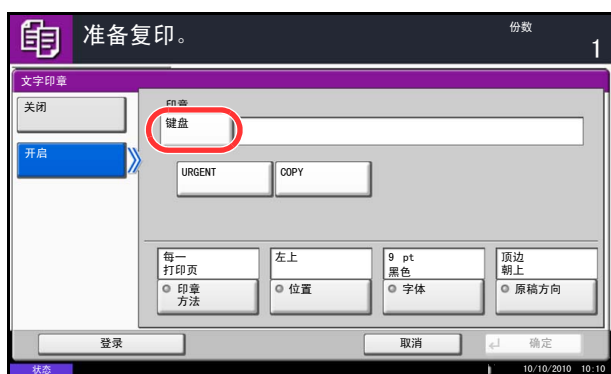 准备复印。
份数
1
文字印章
关闭
印章
键盘
开启
URGENT
COPY
每一
打印页
左上
9 pt
黑色
顶边
朝上
印章
方法
位置
字体
原稿方向
登录
取消
确定
状态
10/10/2010 10:10